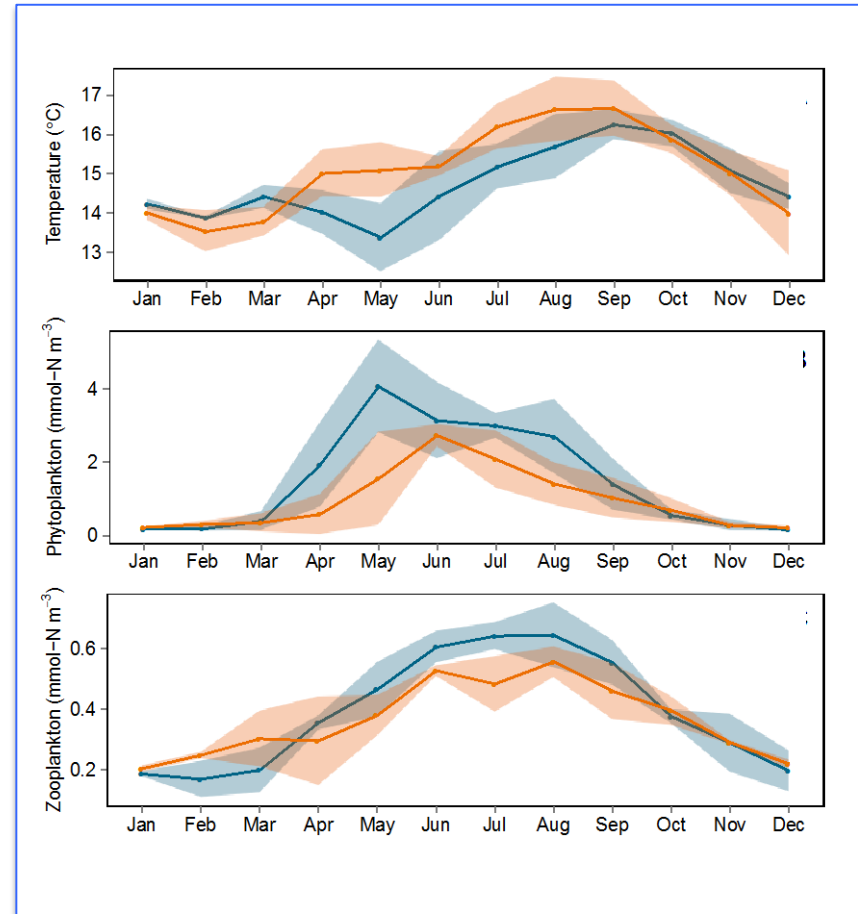 Temperature (°C)
17
16
15
14
13
Jan Feb Mar Apr May Jun Jul Aug Sep Oct Nov Dec
Phytoplankton (mmol−N m⁻³)
4
2
0
Jan Feb Mar Apr May Jun Jul Aug Sep Oct Nov Dec
Zooplankton (mmol−N m⁻³)
0.6
0.4
0.2
Jan Feb Mar Apr May Jun Jul Aug Sep Oct Nov Dec